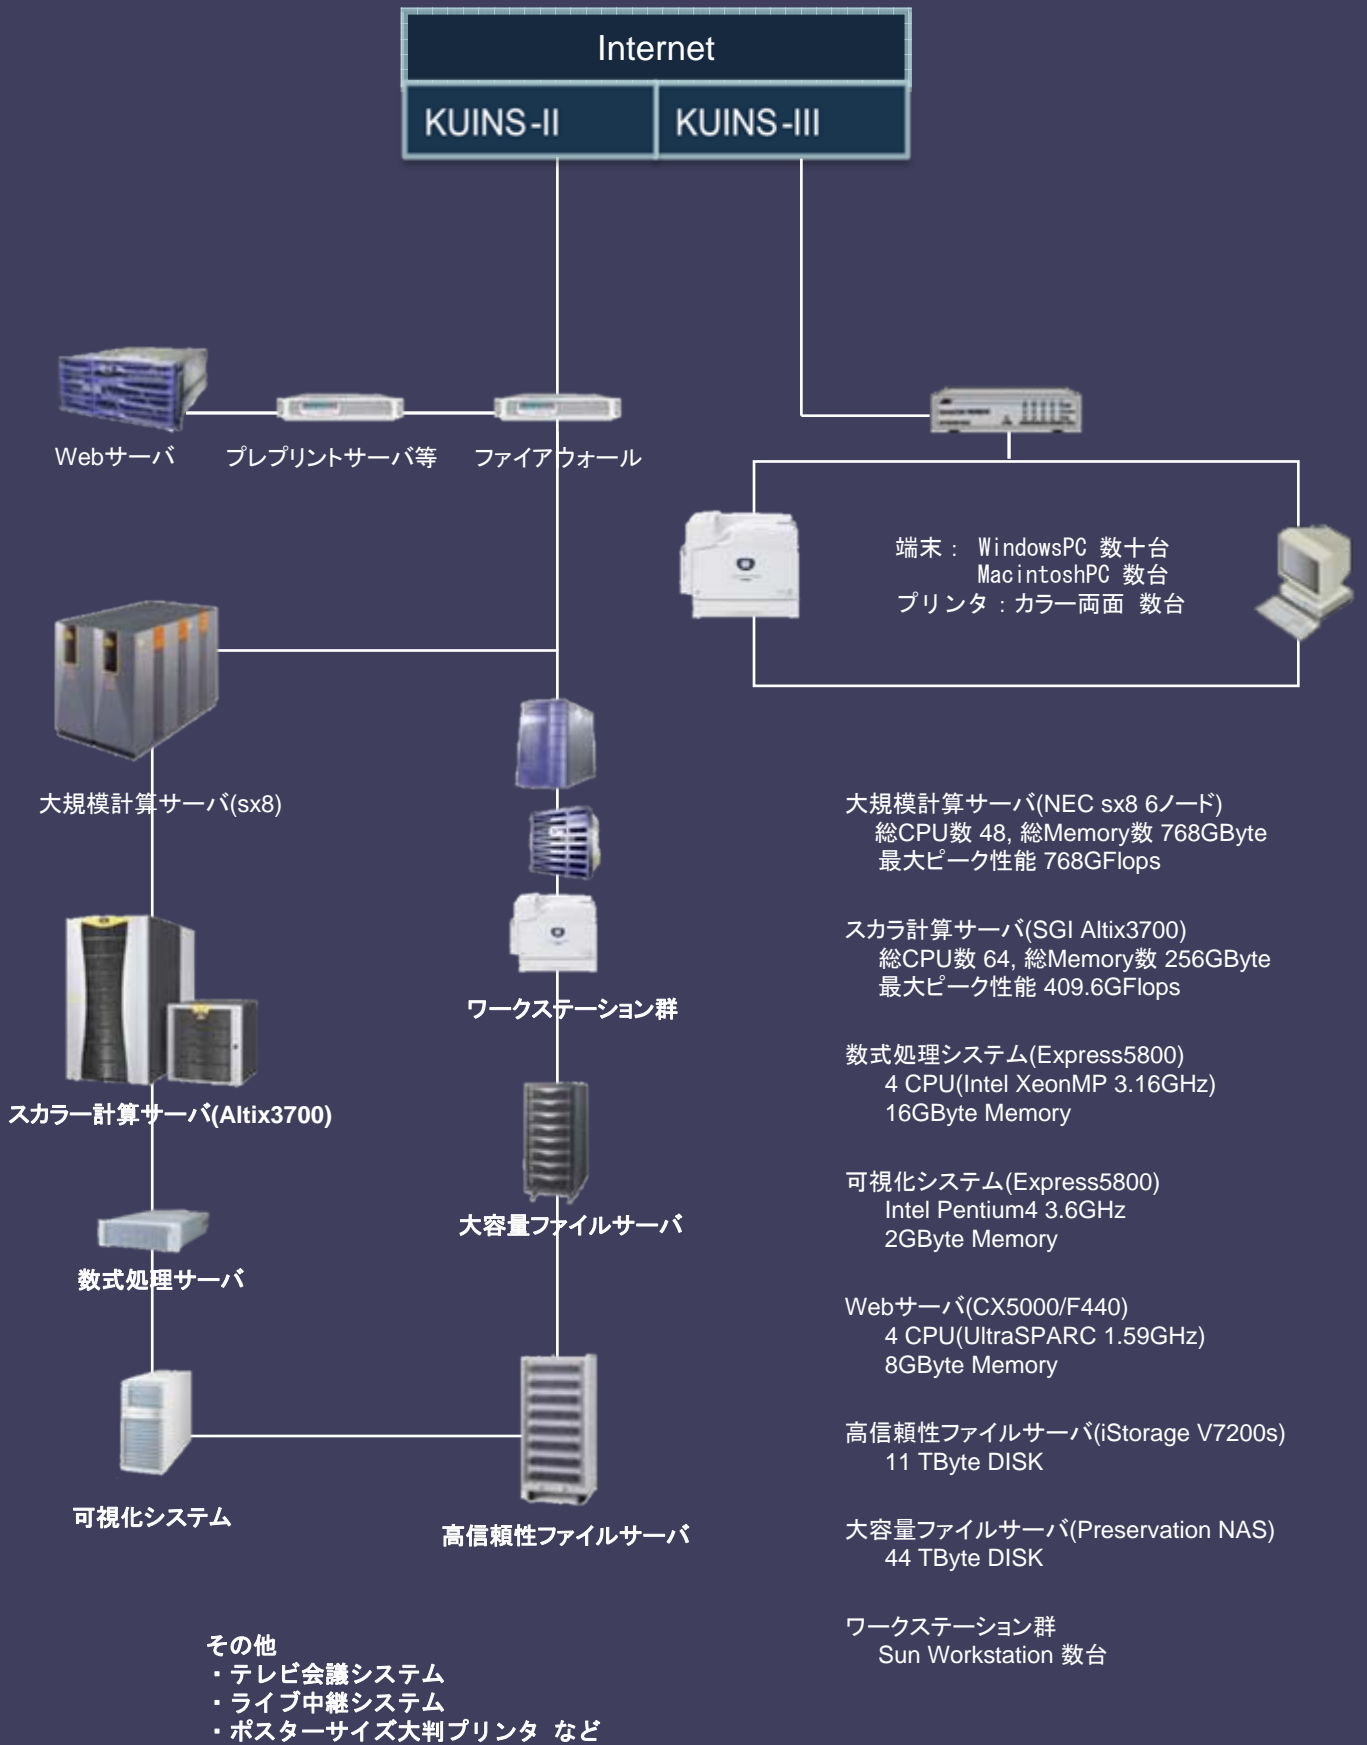 Internet
KUINS-II
KUINS-III
Webサーバ
プレプリントサーバ等
ファイアウォール
端末： WindowsPC 数十台
MacintoshPC 数台
プリンタ：カラー両面 数台
大規模計算サーバ(sx8)
スカラー計算サーバ(Altix3700)
数式処理サーバ
可視化システム
ワークステーション群
大容量ファイルサーバ
高信頼性ファイルサーバ
大規模計算サーバ(NEC sx8 6ノード)
総CPU数 48, 総Memory数 768GByte
最大ピーク性能 768GFlops
スカラ計算サーバ(SGI Altix3700)
総CPU数 64, 総Memory数 256GByte
最大ピーク性能 409.6GFlops
数式処理システム(Express5800)
4 CPU(Intel XeonMP 3.16GHz)
16GByte Memory
可視化システム(Express5800)
Intel Pentium4 3.6GHz
2GByte Memory
Webサーバ(CX5000/F440)
4 CPU(UltraSPARC 1.59GHz)
8GByte Memory
高信頼性ファイルサーバ(iStorage V7200s)
11 TByte DISK
大容量ファイルサーバ(Preservation NAS)
44 TByte DISK
ワークステーション群
Sun Workstation 数台
その他
・テレビ会議システム
・ライブ中継システム
・ポスターサイズ大判プリンタ など